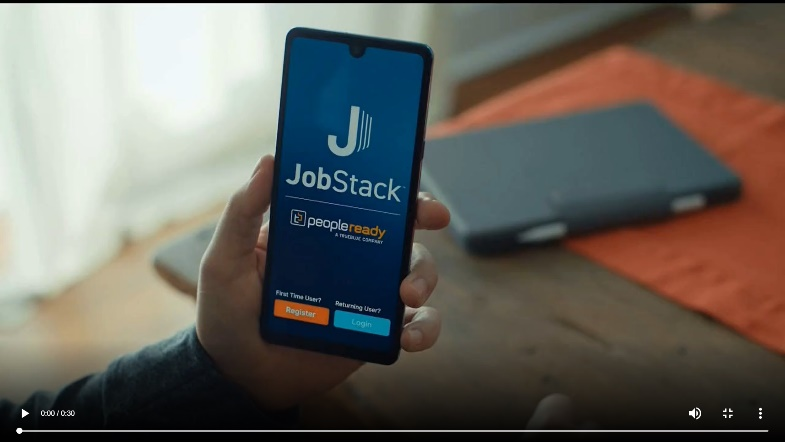 J
JobStack
peopleready
A TRUEBLUE COMPANY
First Time User?
Returning User?
Register
Login
0:00 / 0:30